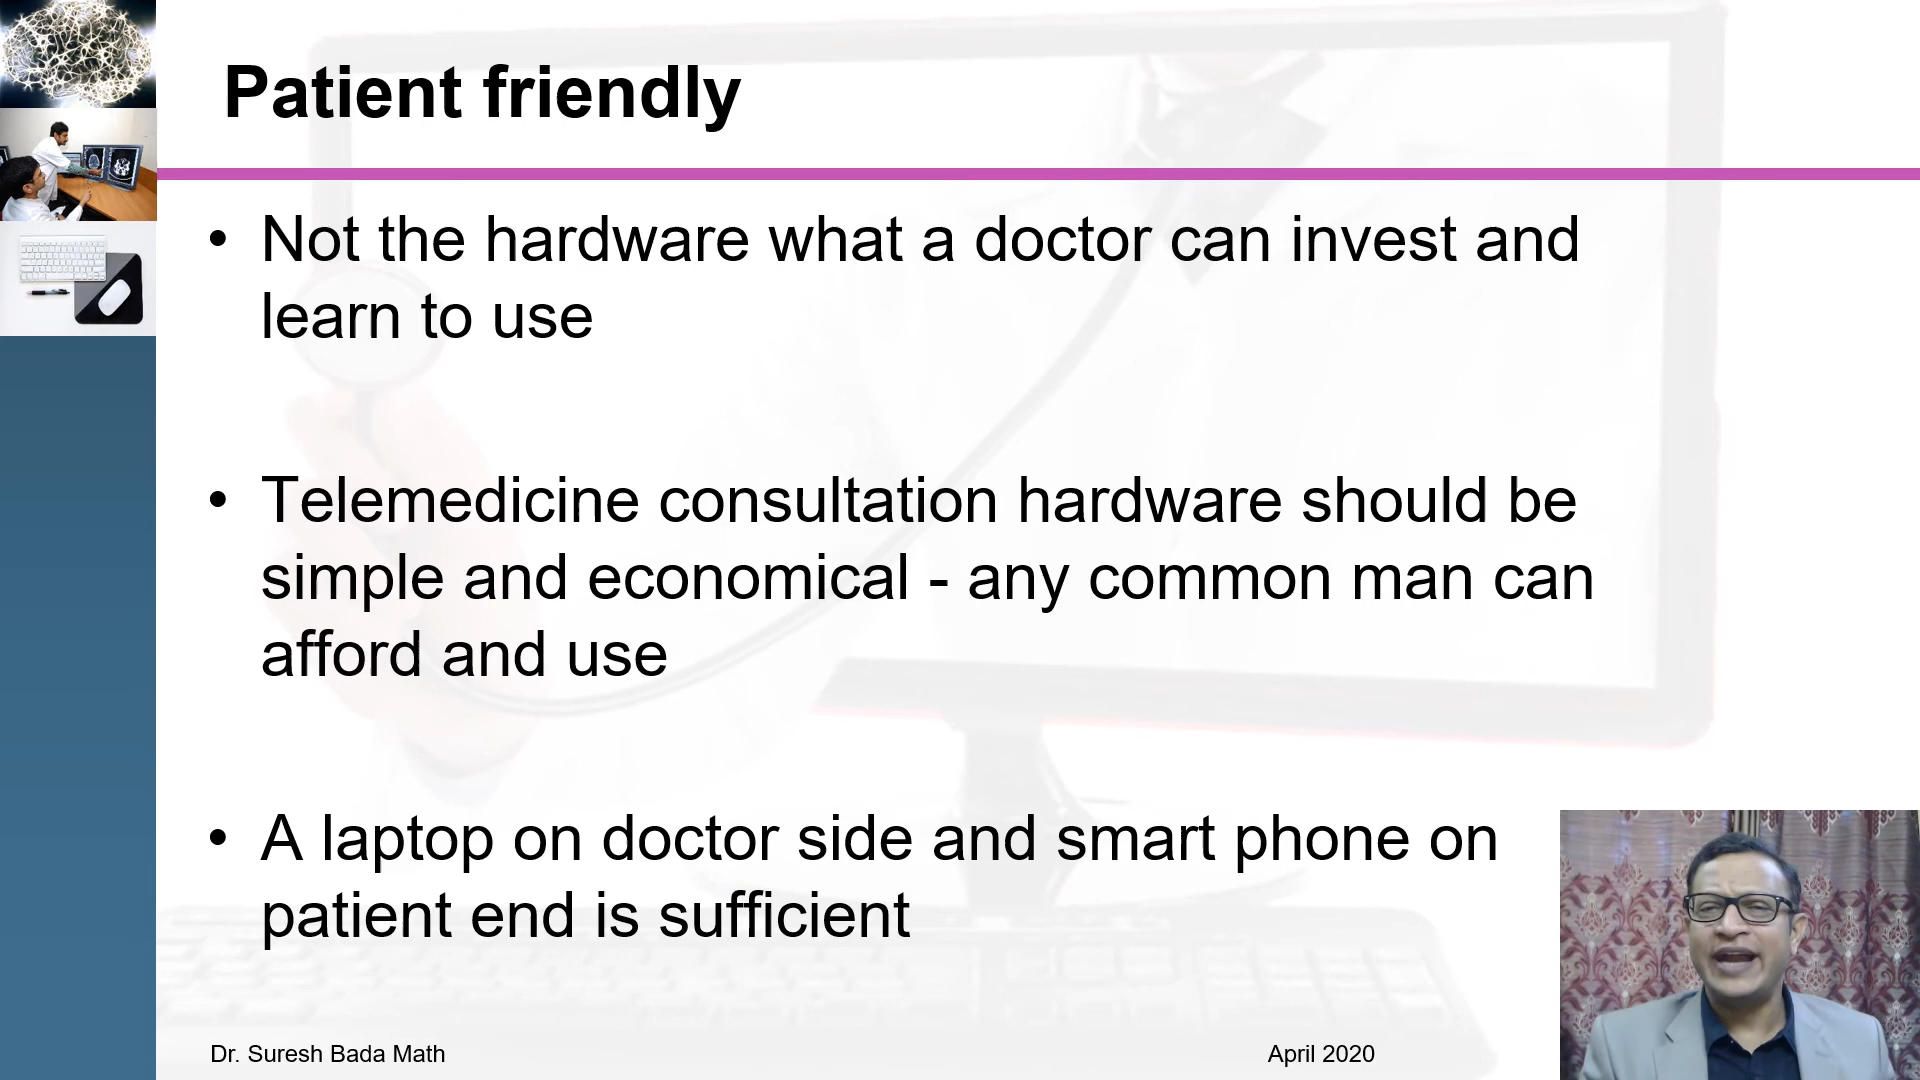 Patient friendly
• Not the hardware what a doctor can invest and
learn to use
• Telemedicine consultation hardware should be
simple and economical - any common man can
afford and use
• A laptop on doctor side and smart phone on
patient end is sufficient
Dr. Suresh Bada Math
April 2020